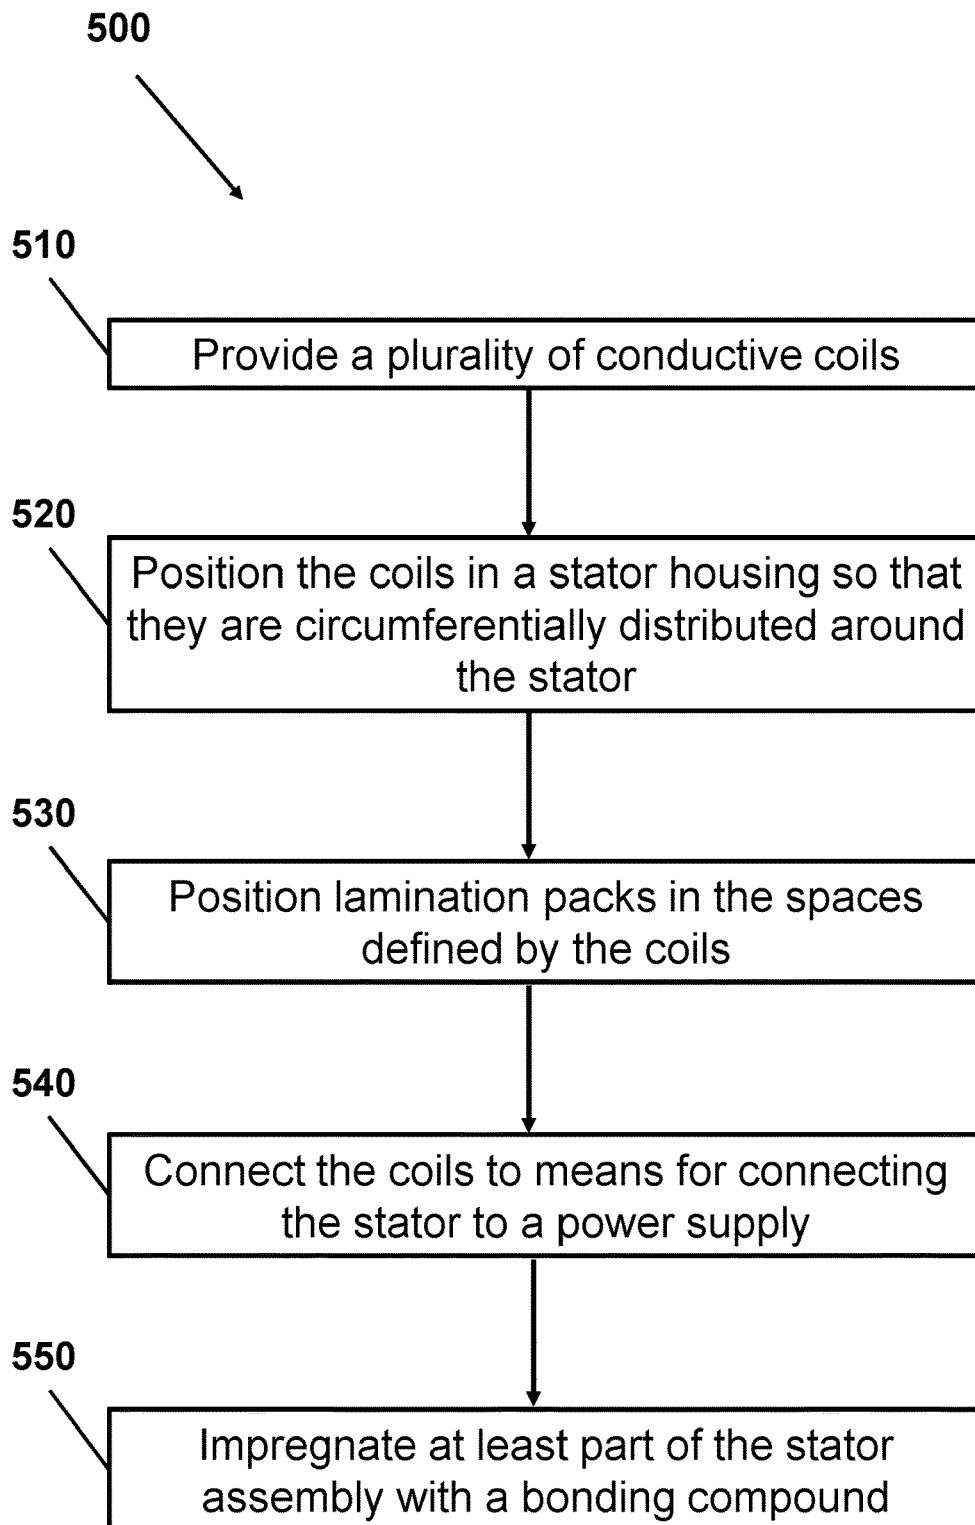 500
510
Provide a plurality of conductive coils
520
Position the coils in a stator housing so that
they are circumferentially distributed around
the stator
530
Position lamination packs in the spaces
defined by the coils
540
Connect the coils to means for connecting
the stator to a power supply
550
Impregnate at least part of the stator
assembly with a bonding compound